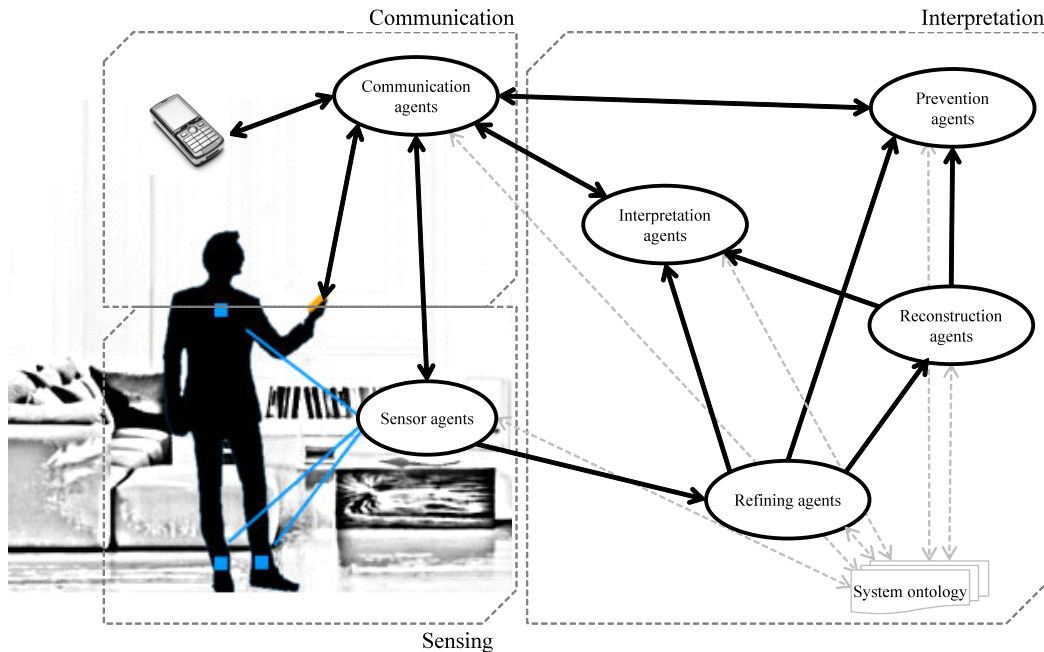 Communication
Interpretation
Communication
agents
Prevention
agents
Interpretation
agents
Reconstruction
agents
Sensor agents
Refining agents
System ontology
Sensing